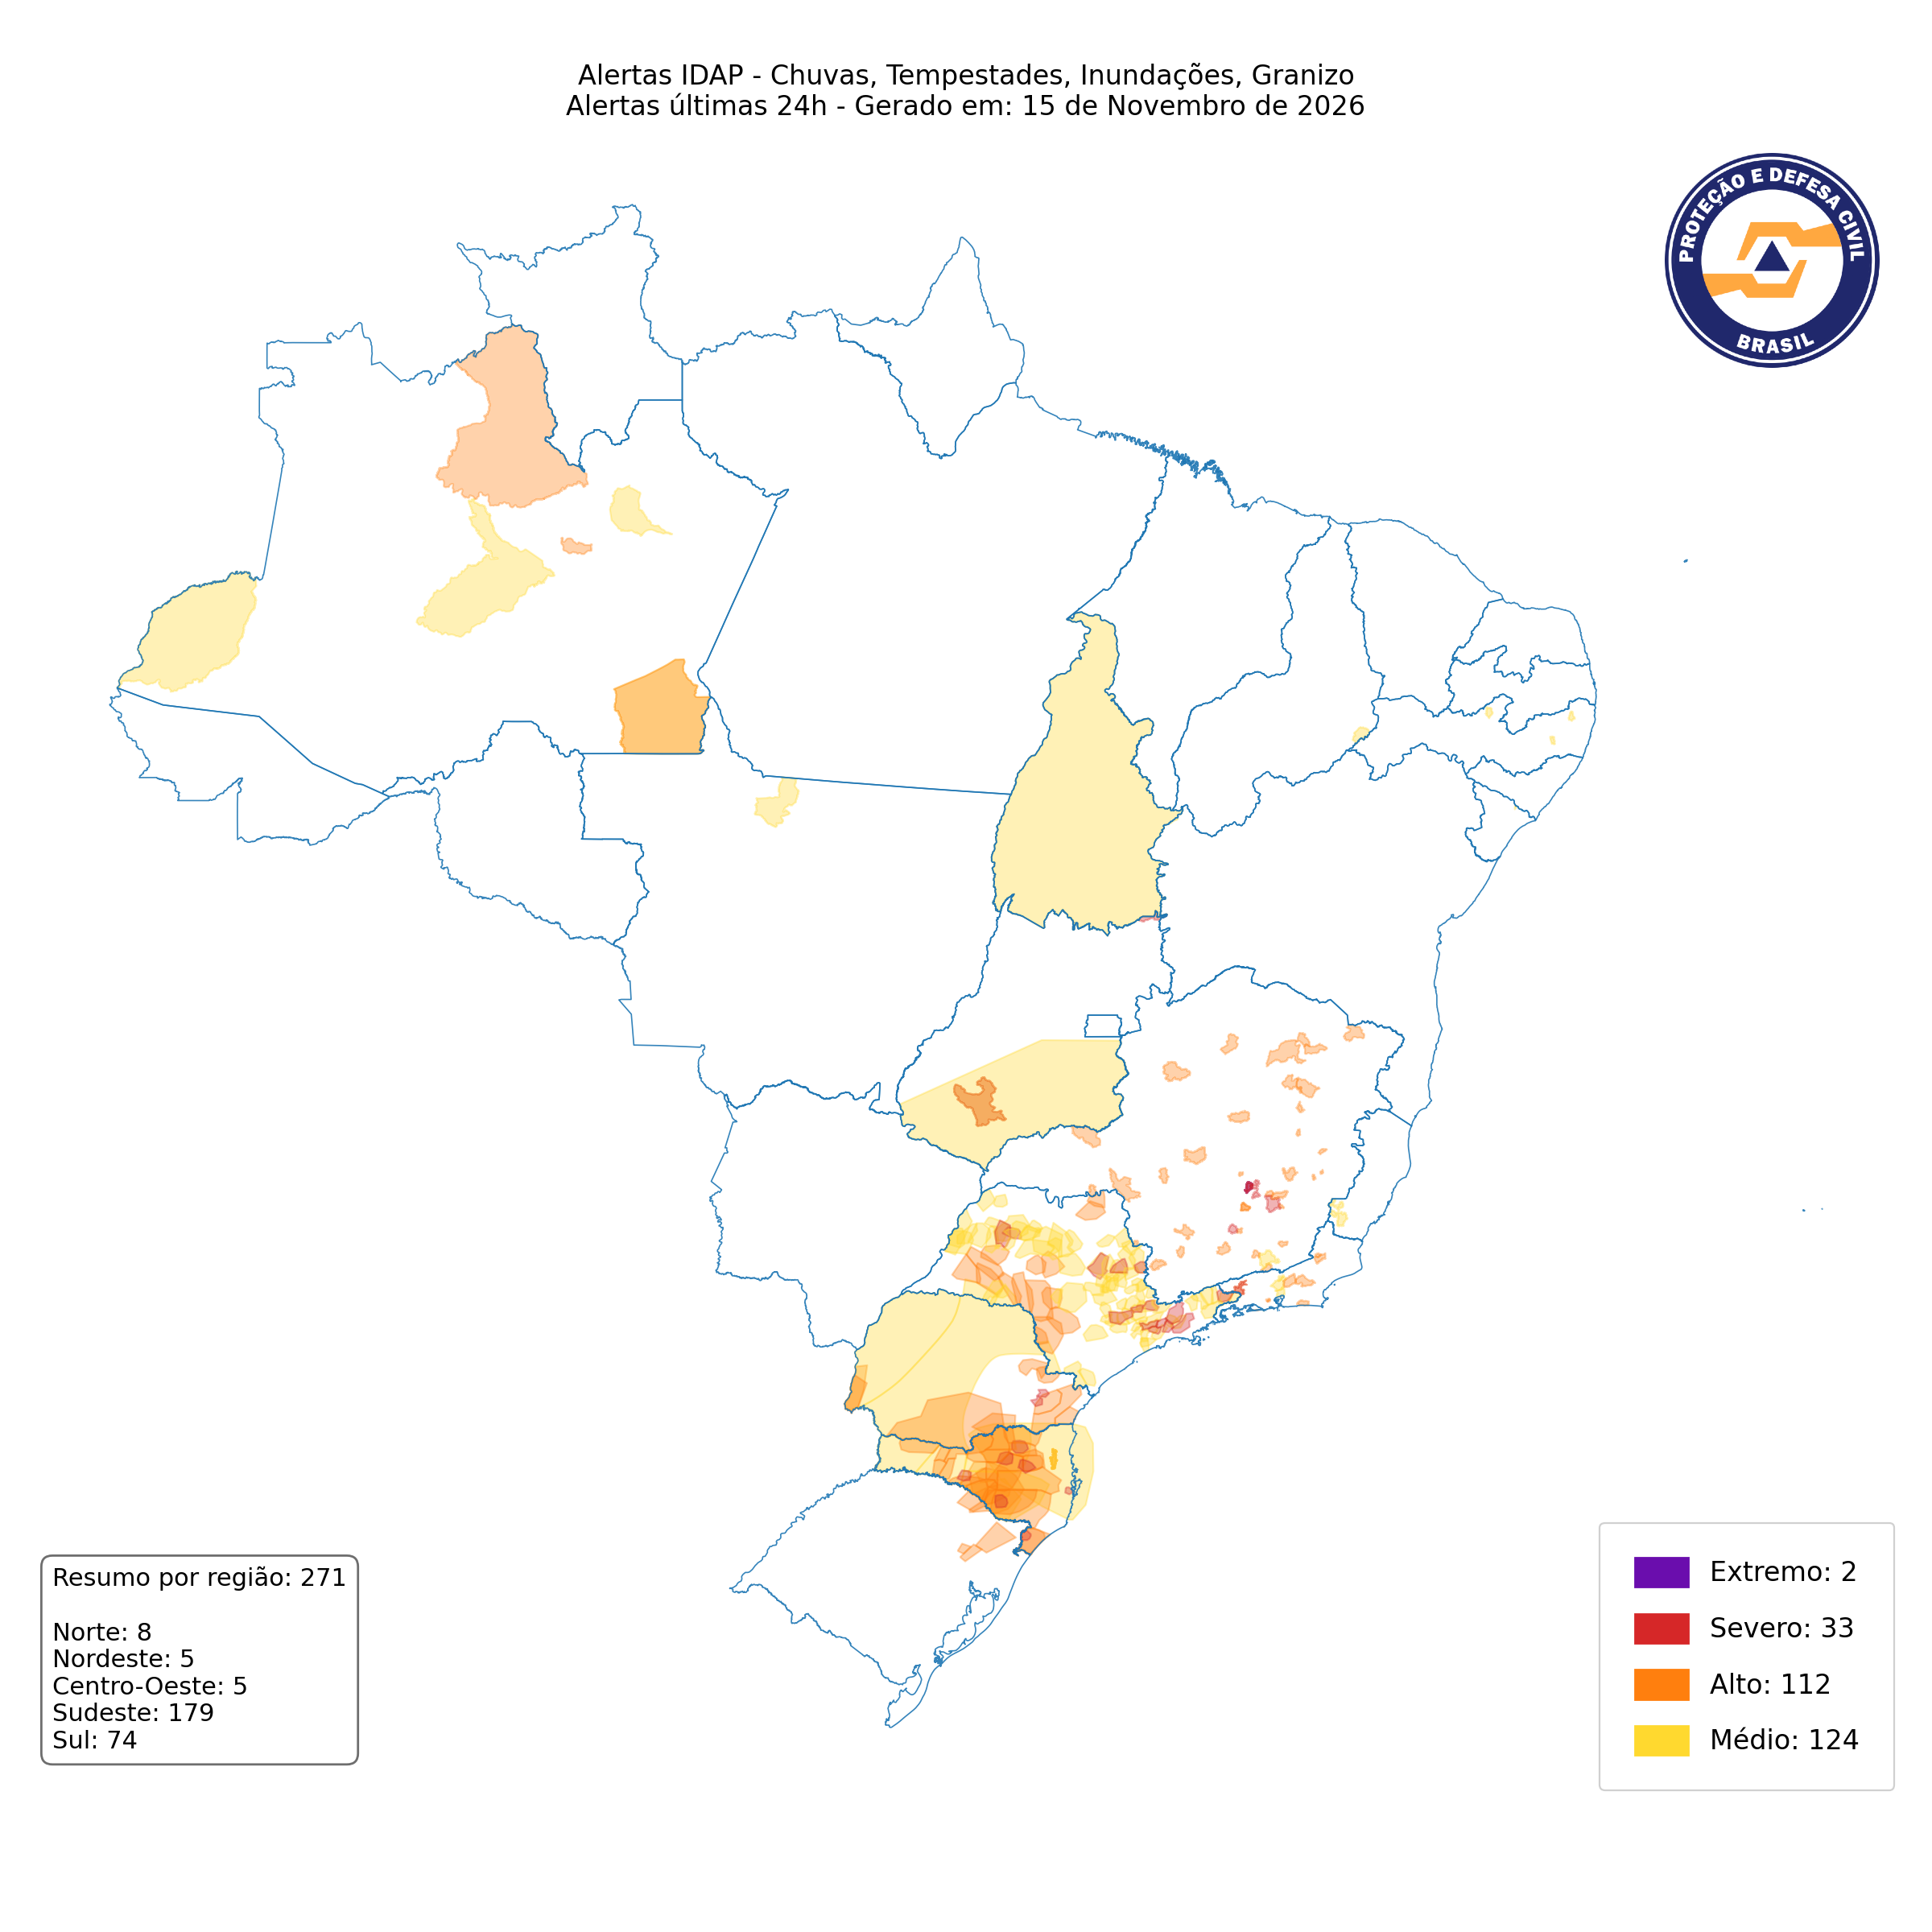 Alertas IDAP - Chuvas, Tempestades, Inundações, Granizo
Alertas últimas 24h - Gerado em: 15 de Novembro de 2026
PROTEÇÃO E DEFESA CIVIL
BRASIL
Resumo por região: 271
Norte: 8
Nordeste: 5
Centro-Oeste: 5
Sudeste: 179
Sul: 74
Extremo: 2
Severo: 33
Alto: 112
Médio: 124